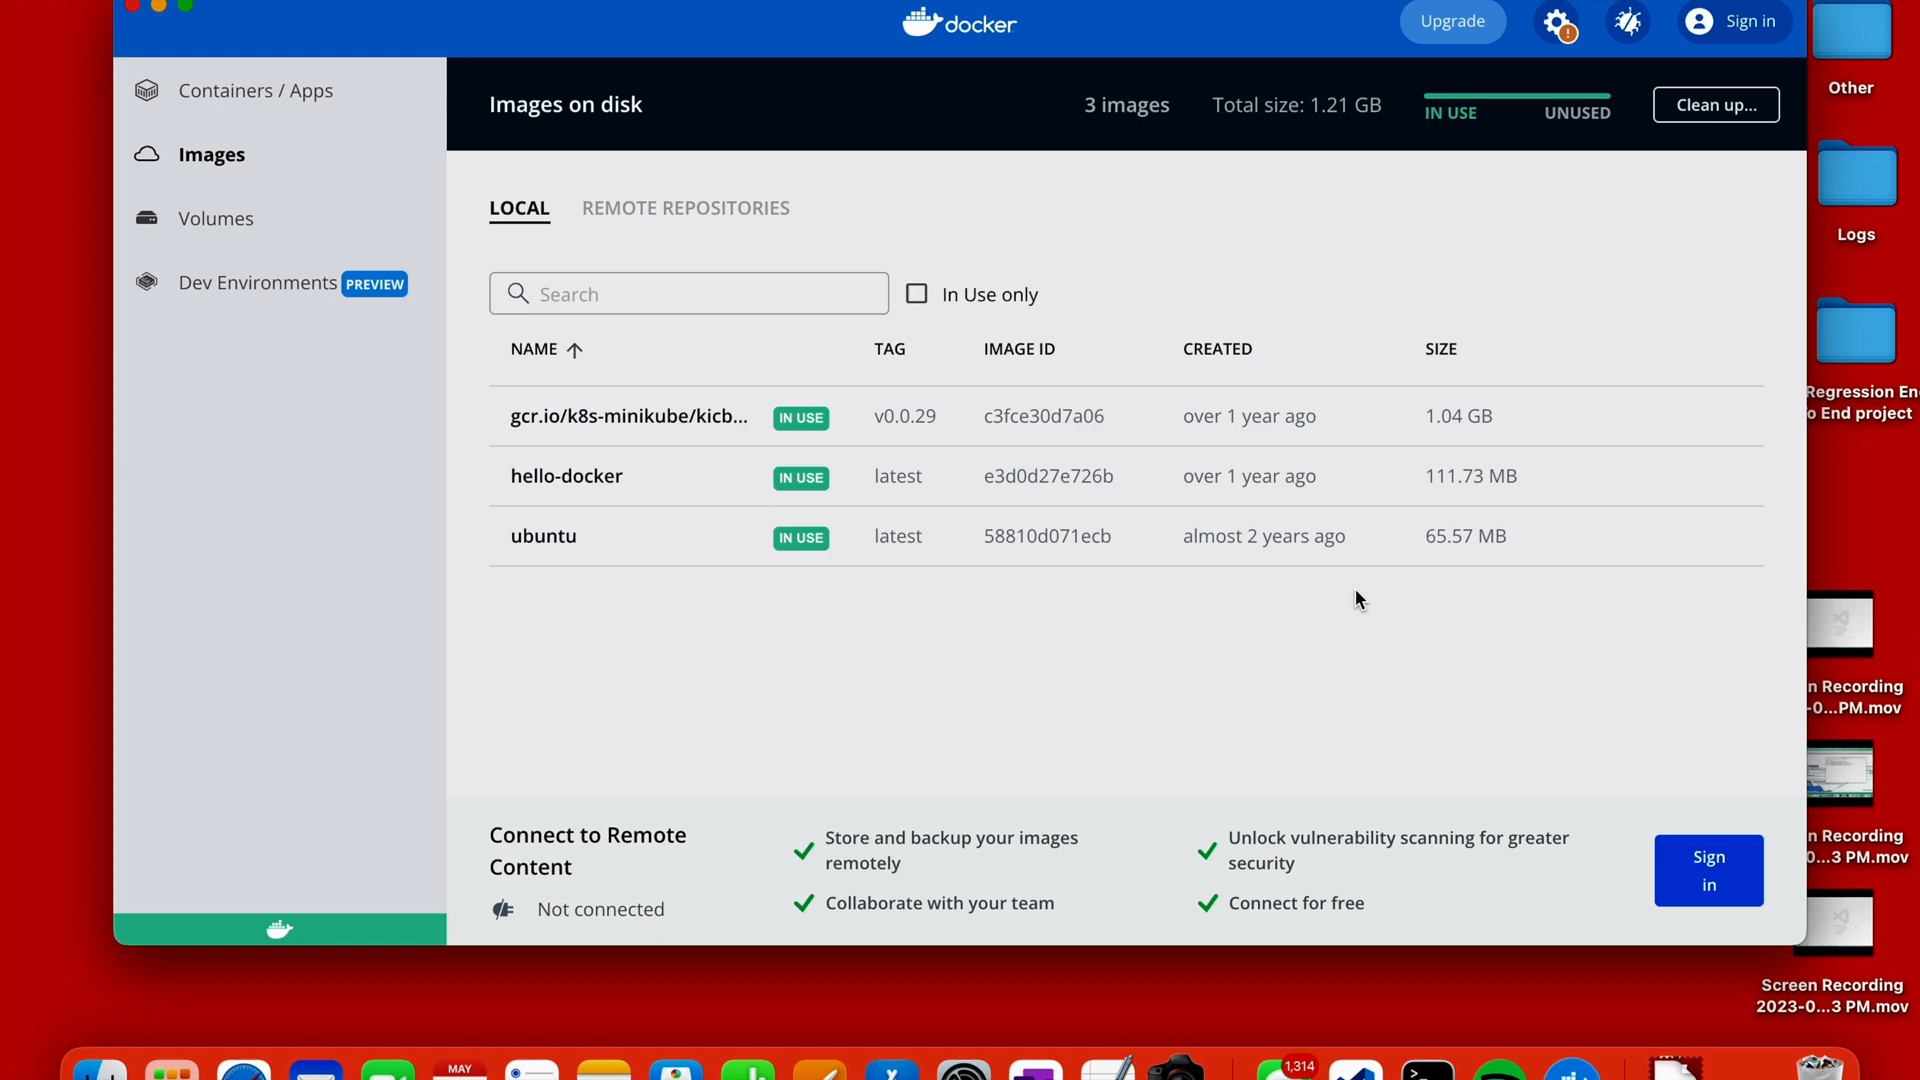 docker
Upgrade
Sign in
Containers / Apps
Images
Volumes
Dev Environments PREVIEW
Images on disk
3 images
Total size: 1.21 GB
IN USE
UNUSED
Clean up...
LOCAL
REMOTE REPOSITORIES
Search
In Use only
NAME TAG IMAGE ID CREATED SIZE
gcr.io/k8s-minikube/kicb... IN USE v0.0.29 c3fce30d7a06 over 1 year ago 1.04 GB
hello-docker IN USE latest e3d0d27e726b over 1 year ago 111.73 MB
ubuntu IN USE latest 58810d071ecb almost 2 years ago 65.57 MB
Connect to Remote
Content
Not connected
Store and backup your images
remotely
Collaborate with your team
Unlock vulnerability scanning for greater
security
Connect for free
Sign
in
Other
Logs
Regression En
o End project
n Recording
-0...PM.mov
n Recording
0...3 PM.mov
Screen Recording
2023-0...3 PM.mov
MAY
1,314